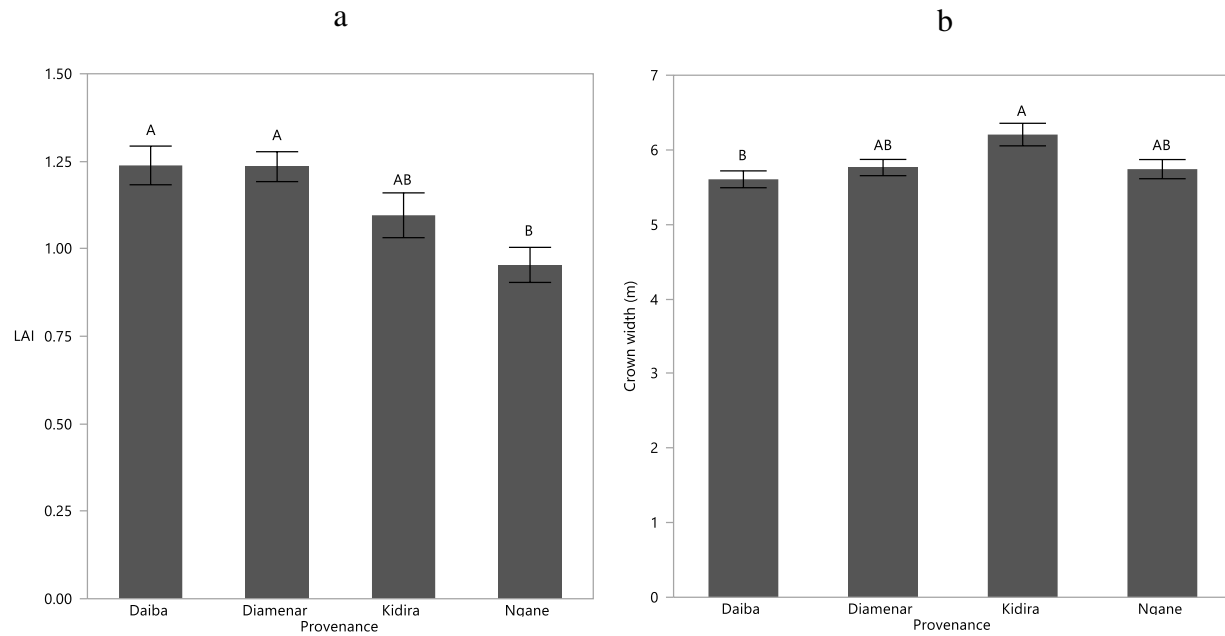 a
1.50
1.25
1.00
0.75
0.50
0.25
0.00
LAI
A
A
AB
B
Daiba Diamenar Kidira Ngane
Provenance
b
7
6
5
4
3
2
1
0
Crown width (m)
B
AB
A
AB
Daiba Diamenar Kidira Ngane
Provenance